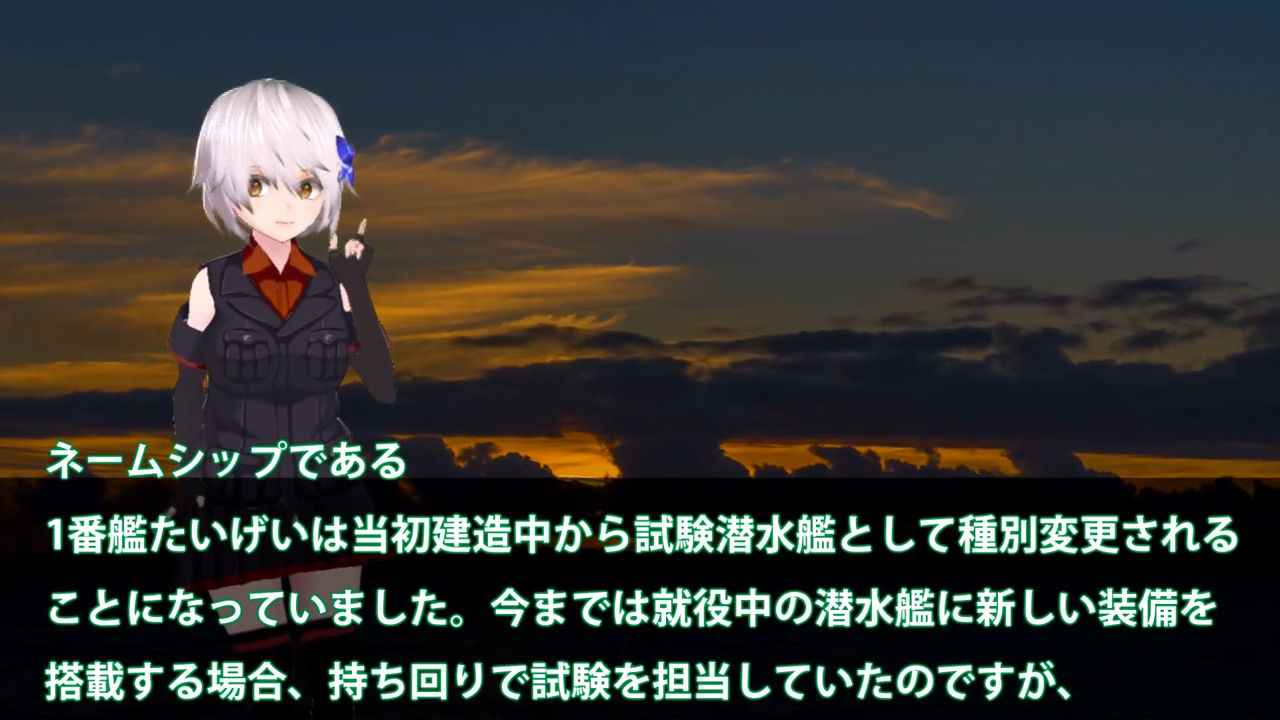 ネームシップである
1番艦たいげいは当初建造中から試験潜水艦として種別変更される
ことになっていました。今までは就役中の潜水艦に新しい装備を
搭載する場合、持ち回りで試験を担当していたのですが、